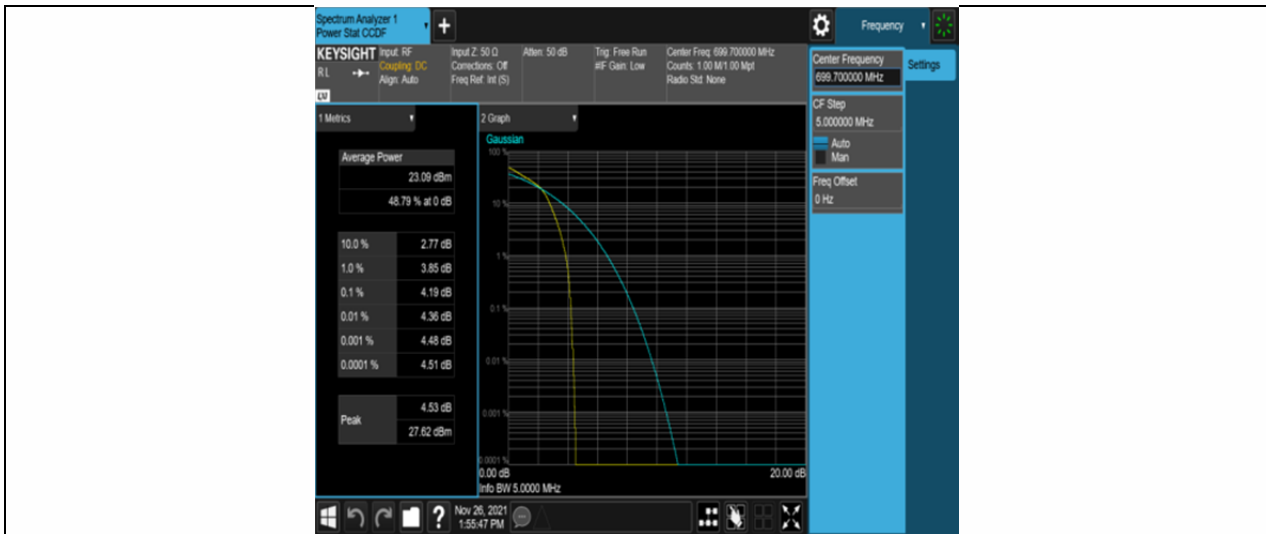 Spectrum Analyzer 1
Power Stat CCDF
Frequency
KEYSIGHT
Input: RF
Coupling: DC
Align: Auto
R L
LXI
Input Z: 50 Ω
Corrections: Off
Freq Ref: Int (S)
Atten: 50 dB
Trig: Free Run
#IF Gain: Low
Center Freq: 699.700000 MHz
Counts: 1.00 M/1.00 Mpt
Radio Std: None
Center Frequency
699.700000 MHz
Settings
CF Step
5.000000 MHz
Auto
Man
Freq Offset
0 Hz
1 Metrics
Average Power
23.09 dBm
48.79 % at 0 dB
10.0 % 2.77 dB
1.0 % 3.85 dB
0.1 % 4.19 dB
0.01 % 4.36 dB
0.001 % 4.48 dB
0.0001 % 4.51 dB
Peak
4.53 dB
27.62 dBm
2 Graph
Gaussian
100 %
10 %
1 %
0.1 %
0.01 %
0.001 %
0.0001 %
0.00 dB 20.00 dB
Info BW 5.0000 MHz
Nov 26, 2021
1:55:47 PM